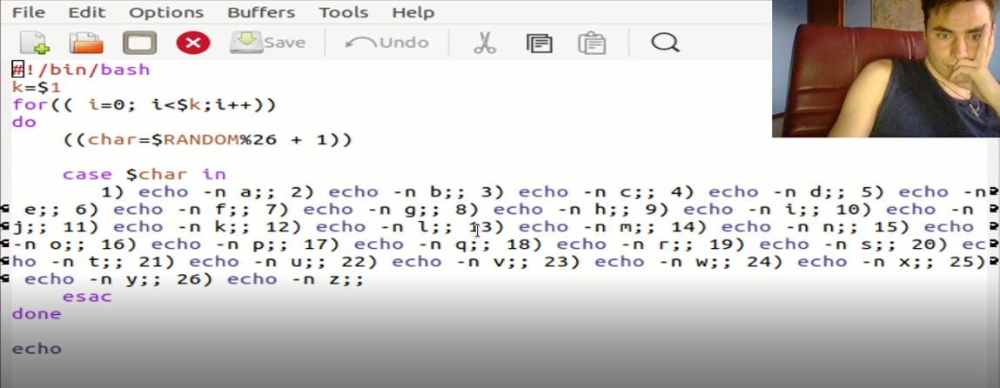 File Edit Options Buffers Tools Help
Save Undo
#!/bin/bash
k=$1
for(( i=0; i<$k;i++))
do
((char=$RANDOM%26 + 1))
case $char in
1) echo -n a;; 2) echo -n b;; 3) echo -n c;; 4) echo -n d;; 5) echo -n
e;; 6) echo -n f;; 7) echo -n g;; 8) echo -n h;; 9) echo -n i;; 10) echo -n
j;; 11) echo -n k;; 12) echo -n l;; 13) echo -n m;; 14) echo -n n;; 15) echo
-n o;; 16) echo -n p;; 17) echo -n q;; 18) echo -n r;; 19) echo -n s;; 20) ec
ho -n t;; 21) echo -n u;; 22) echo -n v;; 23) echo -n w;; 24) echo -n x;; 25)
echo -n y;; 26) echo -n z;;
esac
done
echo